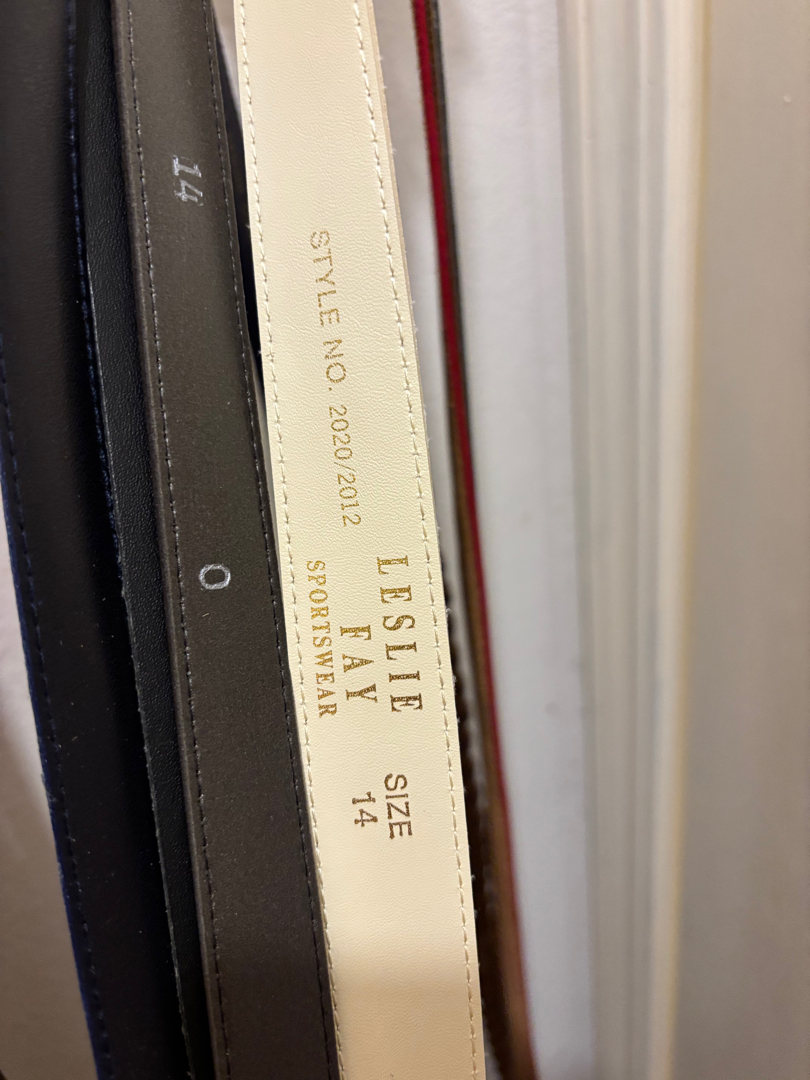 14
O
STYLE NO. 2020/2012
LESLIE
FAY
SPORTSWEAR
SIZE
14